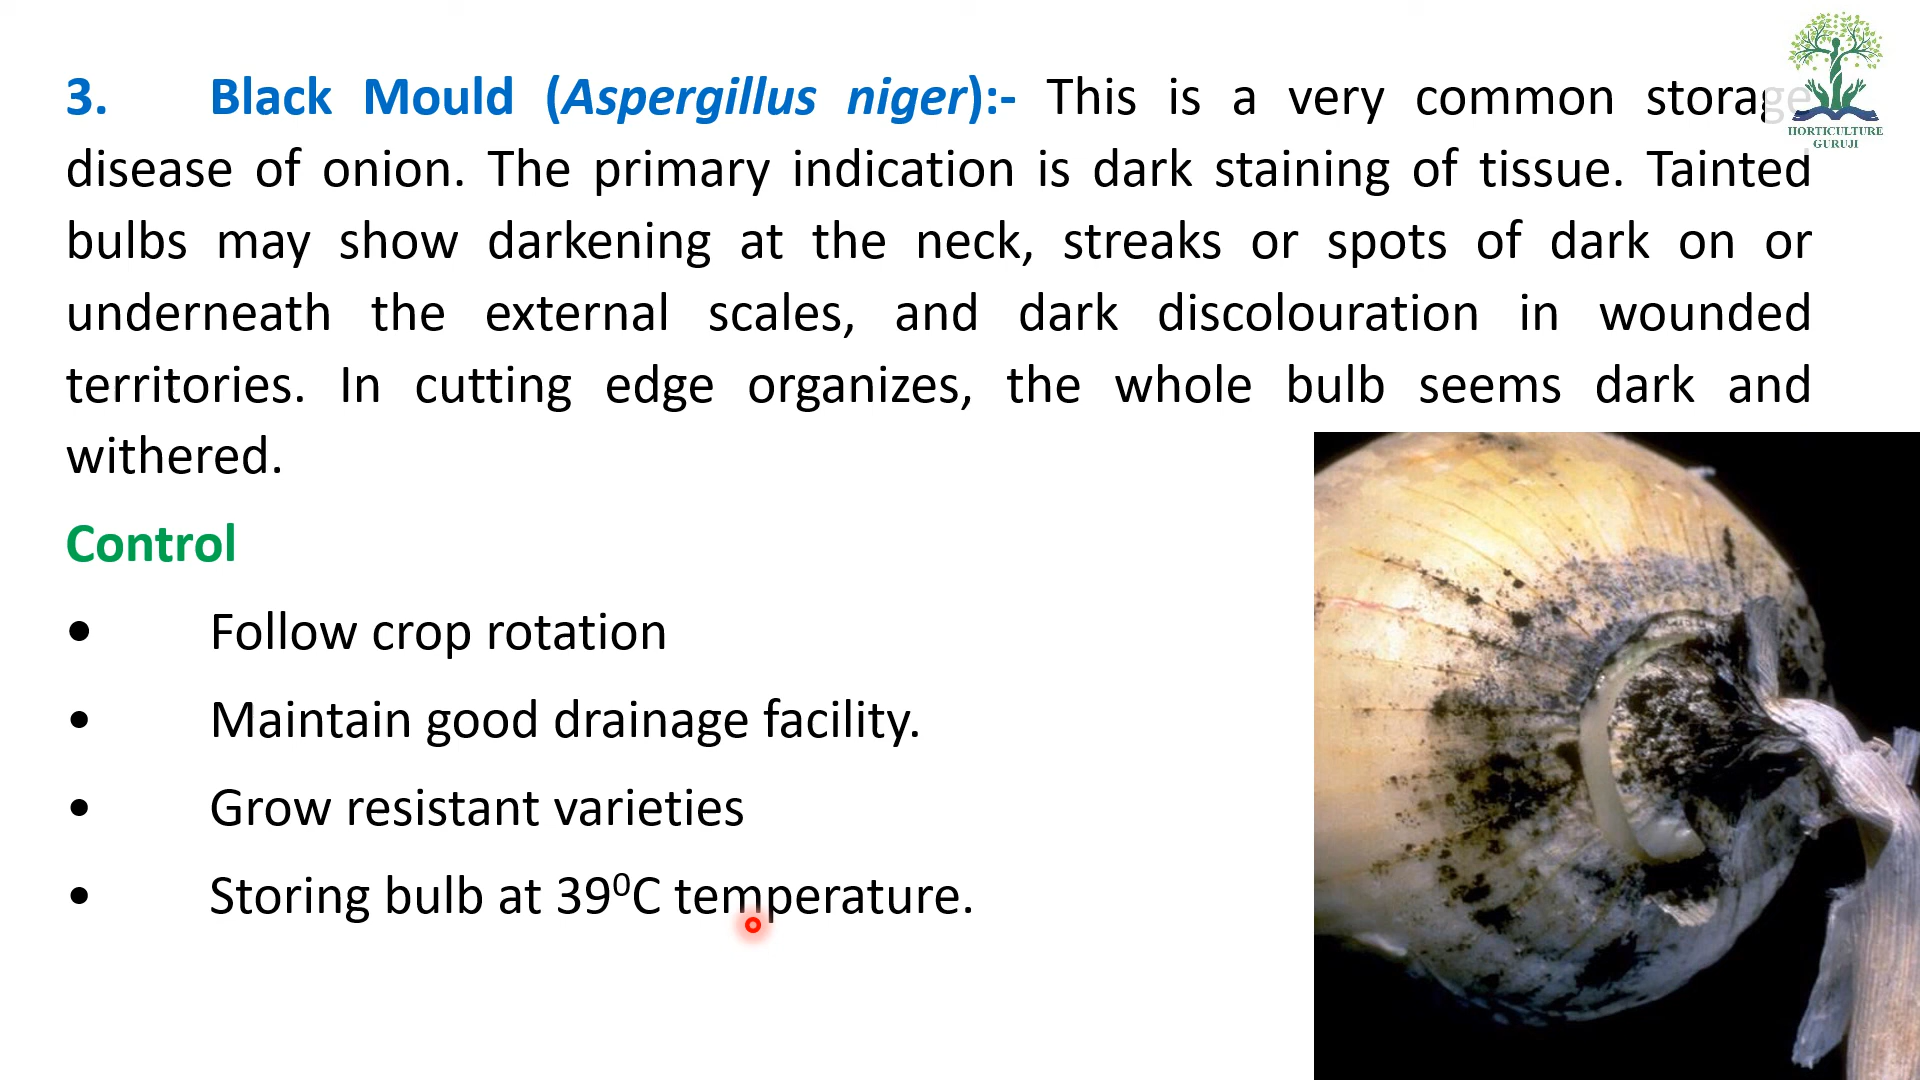 3. Black Mould (Aspergillus niger):- This is a very common storage
disease of onion. The primary indication is dark staining of tissue. Tainted
bulbs may show darkening at the neck, streaks or spots of dark on or
underneath the external scales, and dark discolouration in wounded
territories. In cutting edge organizes, the whole bulb seems dark and
withered.
Control
• Follow crop rotation
• Maintain good drainage facility.
• Grow resistant varieties
• Storing bulb at 39⁰C temperature.
HORTICULTURE
GURUJI